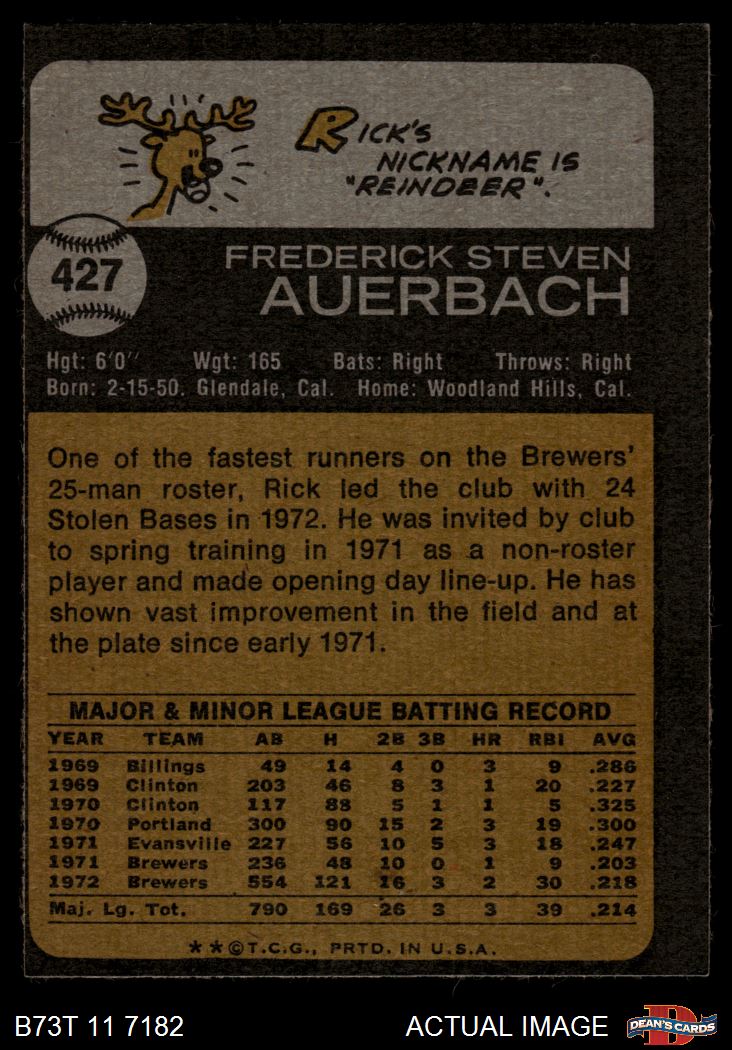 RICK'S
NICKNAME IS
"REINDEER".
427
FREDERICK STEVEN
AUERBACH
Hgt: 6'0" Wgt: 165 Bats: Right Throws: Right
Born: 2-15-50. Glendale, Cal. Home: Woodland Hills, Cal.
One of the fastest runners on the Brewers'
25-man roster, Rick led the club with 24
Stolen Bases in 1972. He was invited by club
to spring training in 1971 as a non-roster
player and made opening day line-up. He has
shown vast improvement in the field and at
the plate since early 1971.
MAJOR & MINOR LEAGUE BATTING RECORD
YEAR TEAM AB H 2B 3B HR RBI AVG
1969 Billings 49 14 4 0 3 9 .286
1969 Clinton 203 46 8 3 1 20 .227
1970 Clinton 117 88 5 1 1 5 .325
1970 Portland 300 90 15 2 3 19 .300
1971 Evansville 227 56 10 5 3 18 .247
1971 Brewers 236 48 10 0 1 9 .203
1972 Brewers 554 121 16 3 2 30 .218
Maj. Lg. Tot. 790 169 26 3 3 39 .214
**©T.C.G., PRTD. IN U.S.A.
B73T 11 7182 ACTUAL IMAGE
D
DEAN'S CARDS